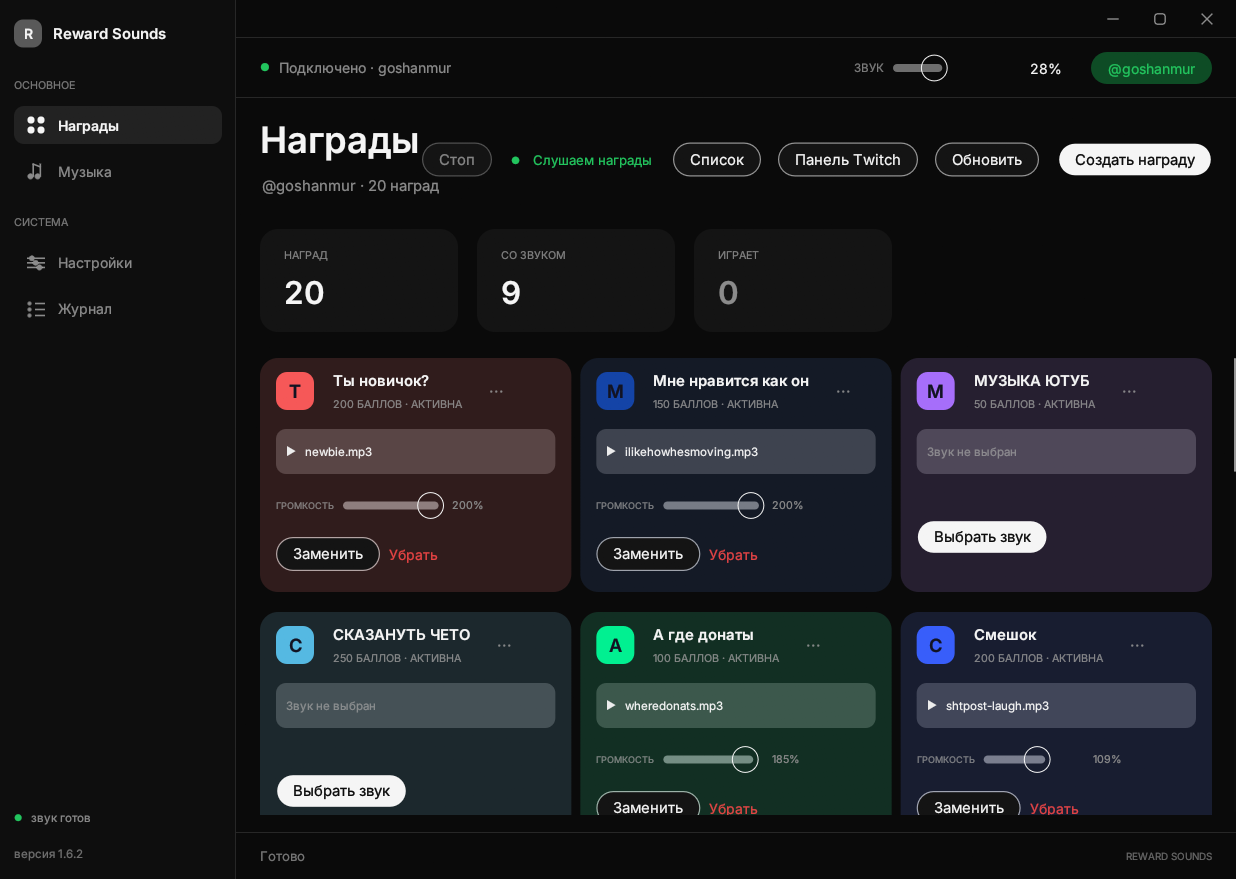 R Reward Sounds
ОСНОВНОЕ
Награды
Музыка
СИСТЕМА
Настройки
Журнал
звук готов
версия 1.6.2
Подключено · goshanmur
ЗВУК 28% @goshanmur
Награды
@goshanmur · 20 наград
Стоп Слушаем награды Список Панель Twitch Обновить Создать награду
НАГРАД
20
СО ЗВУКОМ
9
ИГРАЕТ
0
Т Ты новичок? ...
200 БАЛЛОВ · АКТИВНА
newbie.mp3
ГРОМКОСТЬ 200%
Заменить Убрать
М Мне нравится как он ...
150 БАЛЛОВ · АКТИВНА
ilikehowhesmoving.mp3
ГРОМКОСТЬ 200%
Заменить Убрать
М МУЗЫКА ЮТУБ ...
50 БАЛЛОВ · АКТИВНА
Звук не выбран
Выбрать звук
С СКАЗАНУТЬ ЧЕТО ...
250 БАЛЛОВ · АКТИВНА
Звук не выбран
Выбрать звук
А А где донаты ...
100 БАЛЛОВ · АКТИВНА
wheredonats.mp3
ГРОМКОСТЬ 185%
Заменить Убрать
С Смешок ...
200 БАЛЛОВ · АКТИВНА
shtpost-laugh.mp3
ГРОМКОСТЬ 109%
Заменить Убрать
Готово
REWARD SOUNDS